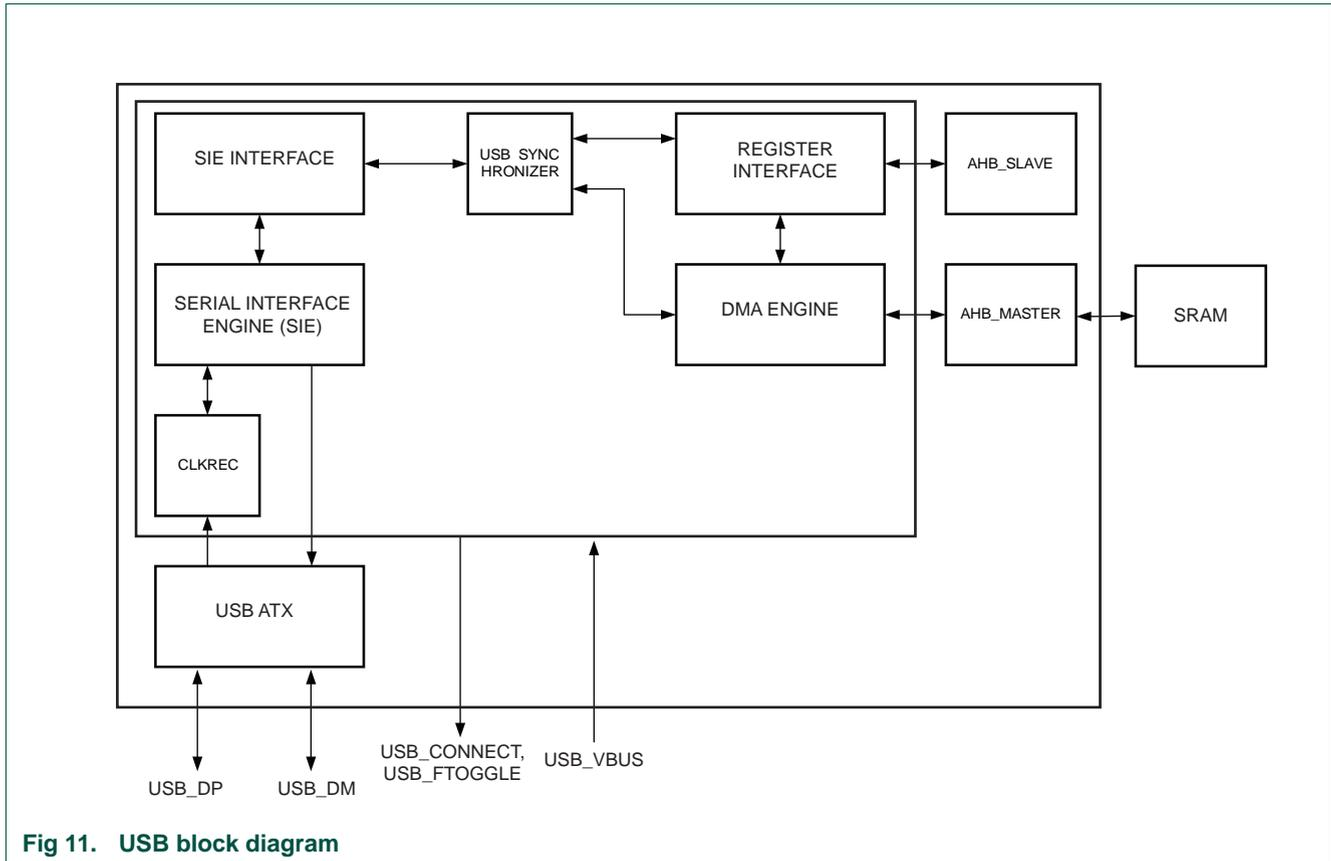 SIE INTERFACE
USB SYNC
HRONIZER
REGISTER
INTERFACE
AHB_SLAVE
SERIAL INTERFACE
ENGINE (SIE)
DMA ENGINE
AHB_MASTER
SRAM
CLKREC
USB ATX
USB_CONNECT,
USB_FTOGGLE
USB_VBUS
USB_DP
USB_DM
Fig 11. USB block diagram